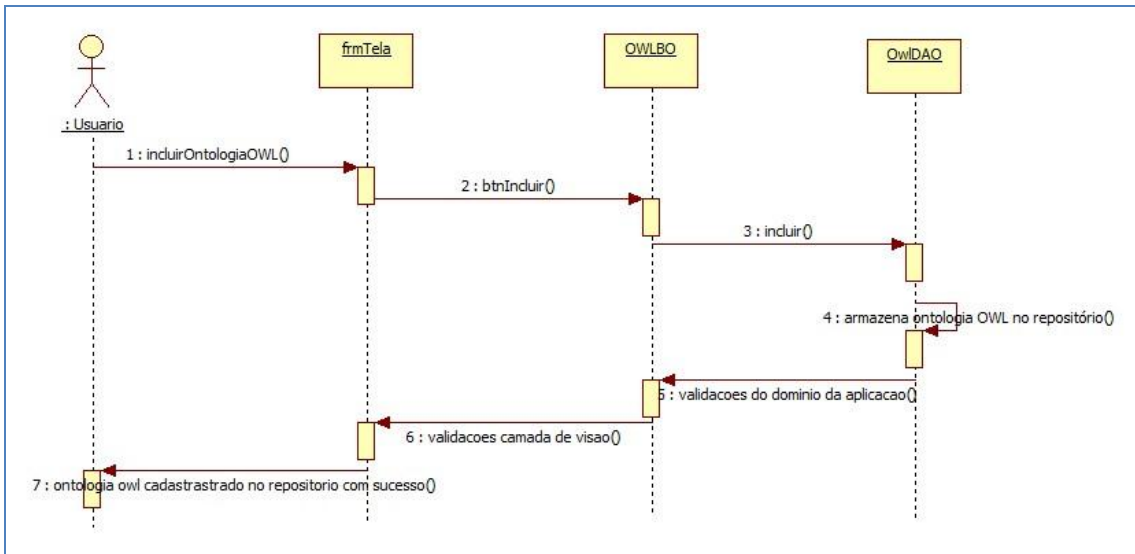 frmTela
OWLBO
OwlDAO
: Usuario
1 : incluirOntologiaOWL()
2 : btnIncluir()
3 : incluir()
4 : armazena ontologia OWL no repositório()
5 : validacoes do dominio da aplicacao()
6 : validacoes camada de visao()
7 : ontologia owl cadastrastrado no repositorio com sucesso()